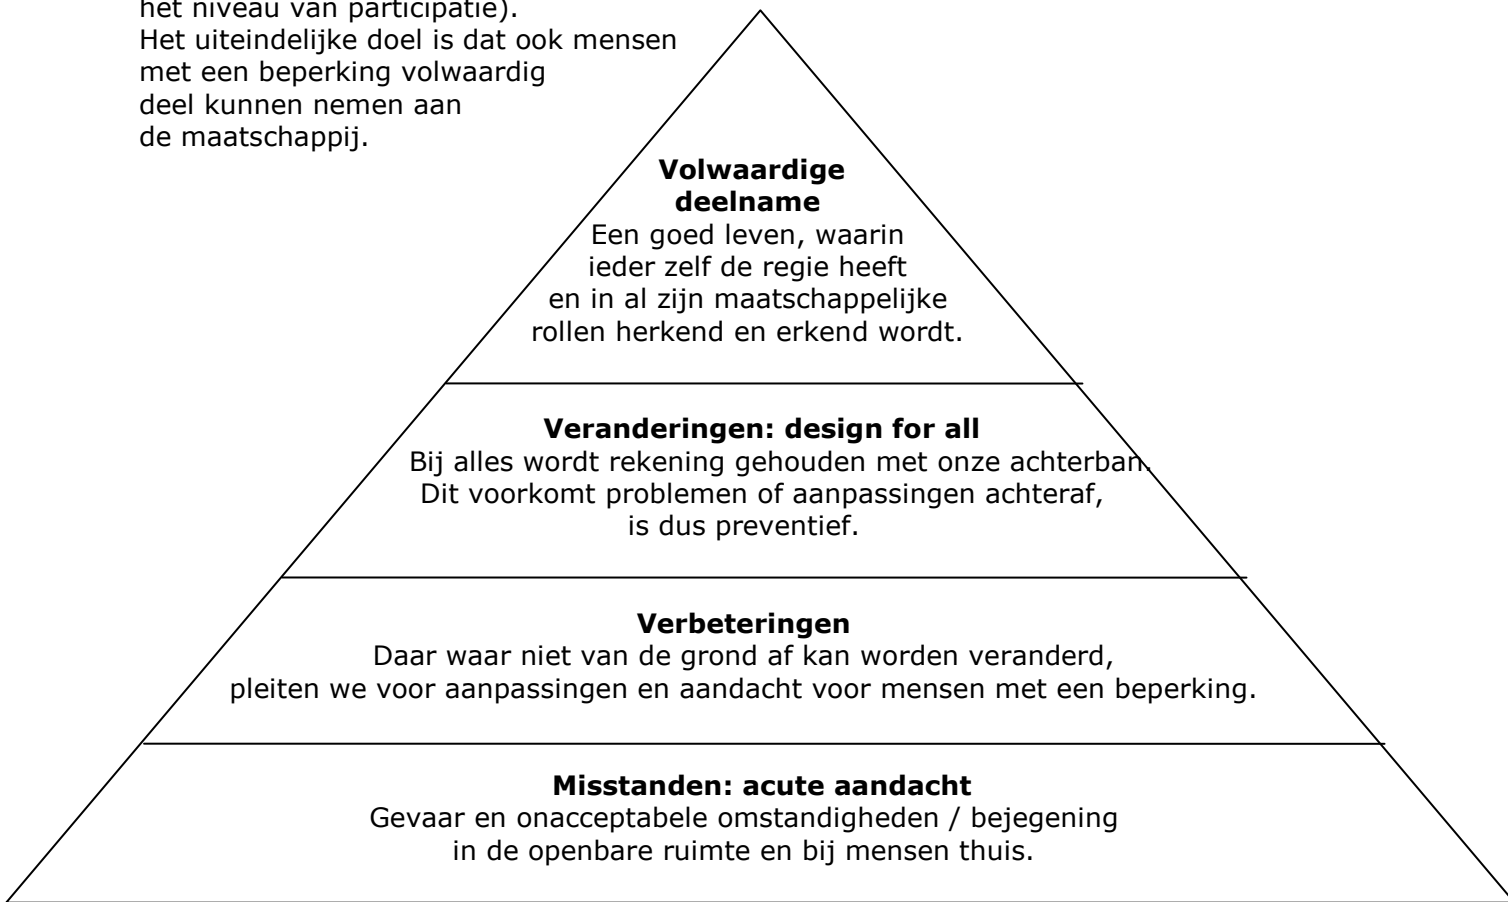 het niveau van participatie).
Het uiteindelijke doel is dat ook mensen
met een beperking volwaardig
deel kunnen nemen aan
de maatschappij.
Volwaardige
deelname
Een goed leven, waarin
ieder zelf de regie heeft
en in al zijn maatschappelijke
rollen herkend en erkend wordt.
Veranderingen: design for all
Bij alles wordt rekening gehouden met onze achterban.
Dit voorkomt problemen of aanpassingen achteraf,
is dus preventief.
Verbeteringen
Daar waar niet van de grond af kan worden veranderd,
pleiten we voor aanpassingen en aandacht voor mensen met een beperking.
Misstanden: acute aandacht
Gevaar en onacceptabele omstandigheden / bejegening
in de openbare ruimte en bij mensen thuis.